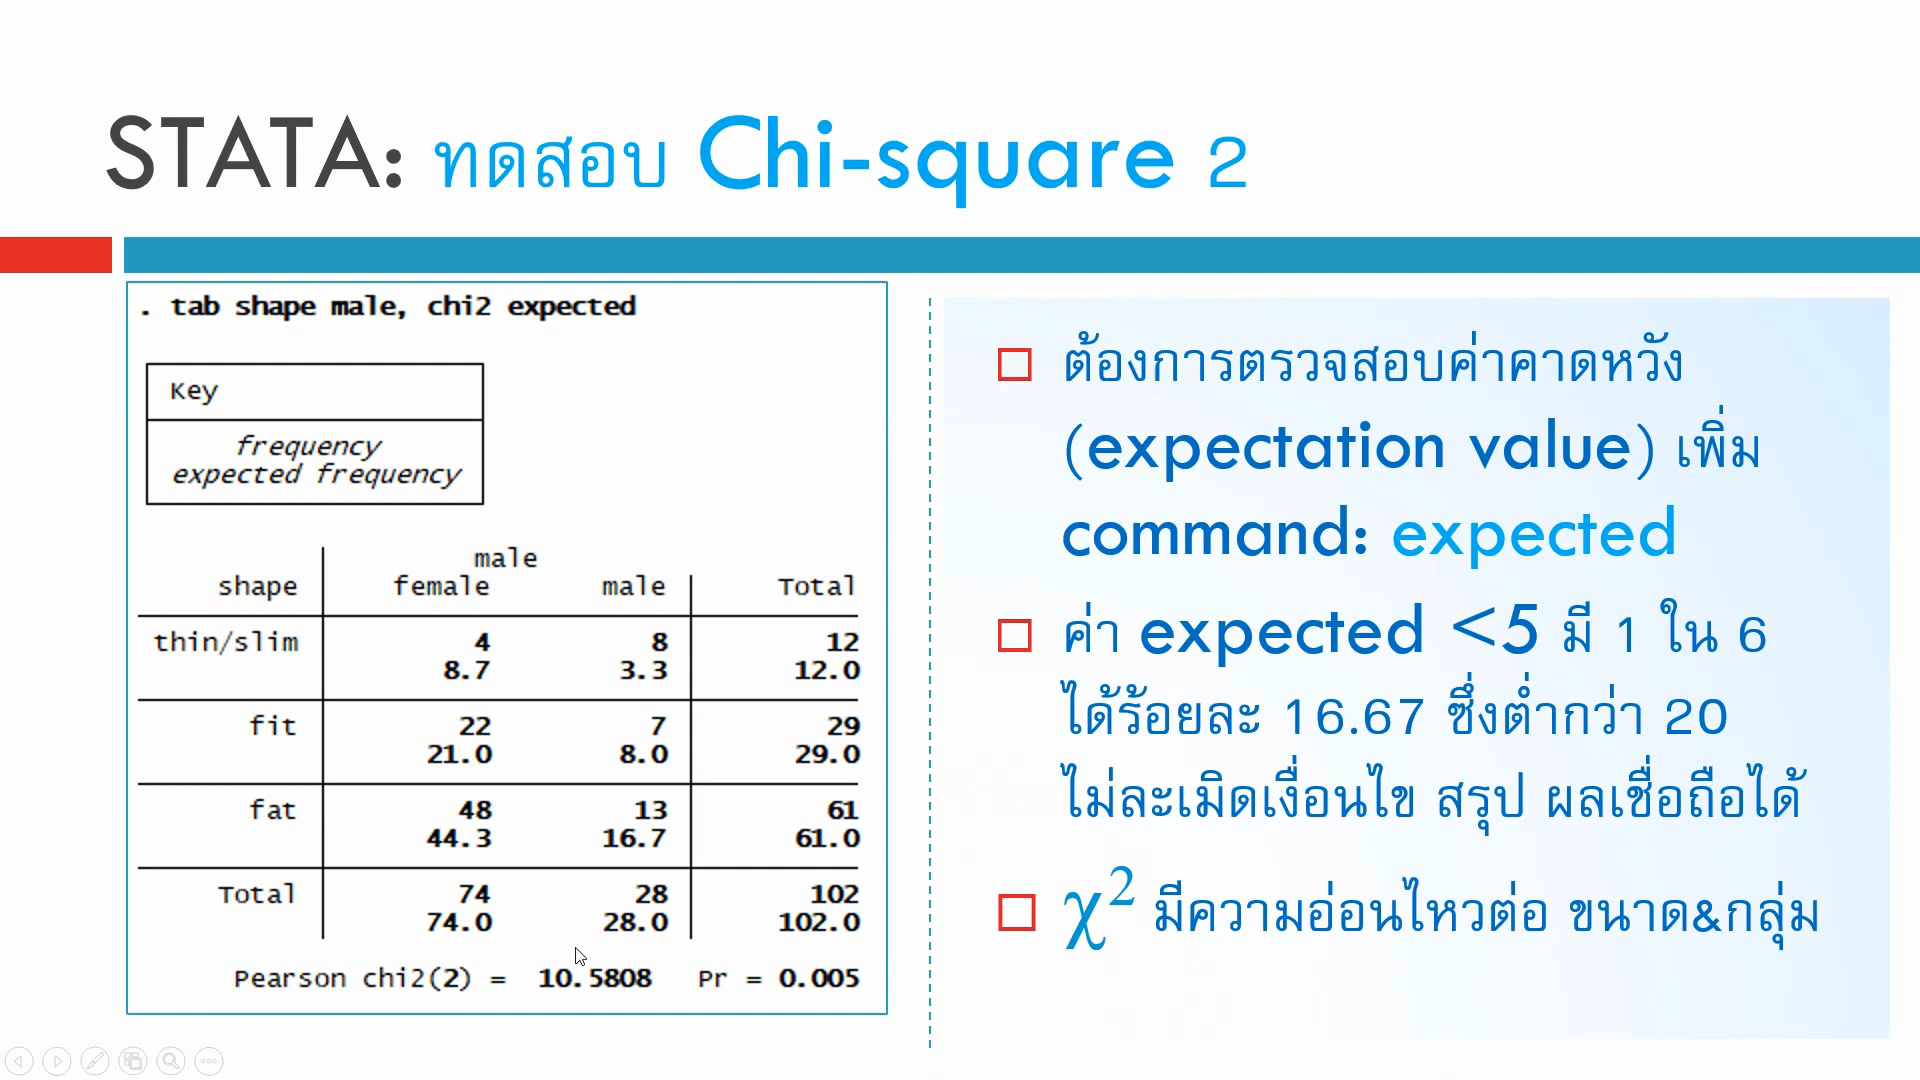 STATA: ทดสอบ Chi-square 2
. tab shape male, chi2 expected
Key
frequency
expected frequency
male
shape female male Total
thin/slim 4 8 12
8.7 3.3 12.0
fit 22 7 29
21.0 8.0 29.0
fat 48 13 61
44.3 16.7 61.0
Total 74 28 102
74.0 28.0 102.0
Pearson chi2(2) = 10.5808 Pr = 0.005
ต้องการตรวจสอบค่าคาดหวัง
(expectation value) เพิ่ม
command: expected
ค่า expected <5 มี 1 ใน 6
ได้ร้อยละ 16.67 ซึ่งต่ำกว่า 20
ไม่ละเมิดเงื่อนไข สรุป ผลเชื่อถือได้
χ² มีความอ่อนไหวต่อ ขนาด&กลุ่ม